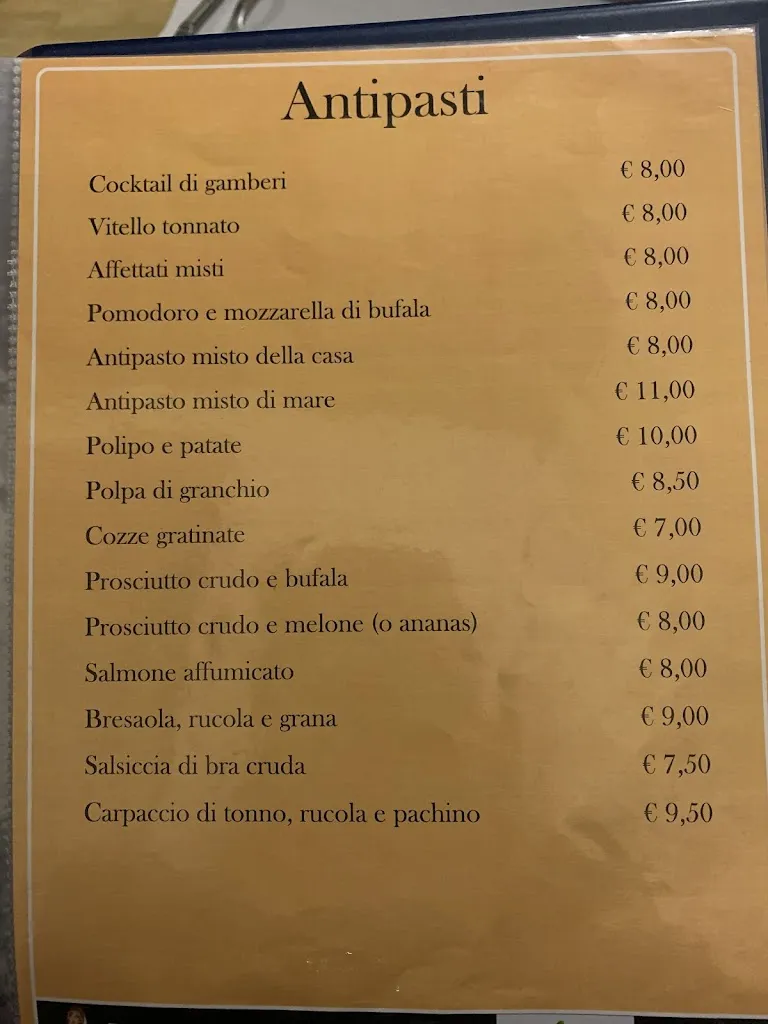 Antipasti
Cocktail di gamberi € 8,00
Vitello tonnato € 8,00
Affettati misti € 8,00
Pomodoro e mozzarella di bufala € 8,00
Antipasto misto della casa € 8,00
Antipasto misto di mare € 11,00
Polipo e patate € 10,00
Polpa di granchio € 8,50
Cozze gratinate € 7,00
Prosciutto crudo e bufala € 9,00
Prosciutto crudo e melone (o ananas) € 8,00
Salmone affumicato € 8,00
Bresaola, rucola e grana € 9,00
Salsiccia di bra cruda € 7,50
Carpaccio di tonno, rucola e pachino € 9,50